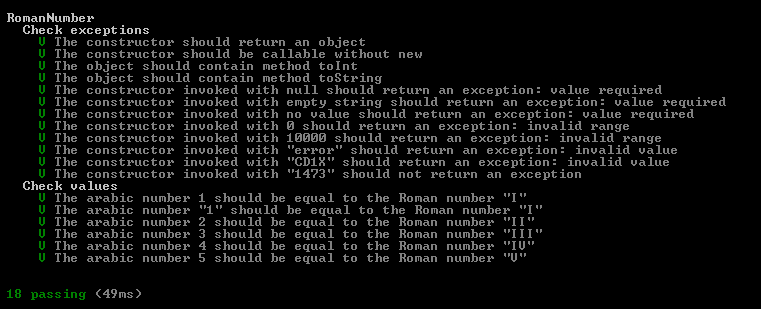 RomanNumber
Check exceptions
V The constructor should return an object
V The constructor should be callable without new
V The object should contain method toInt
V The object should contain method toString
V The constructor invoked with null should return an exception: value required
V The constructor invoked with empty string should return an exception: value required
V The constructor invoked with no value should return an exception: value required
V The constructor invoked with 0 should return an exception: invalid range
V The constructor invoked with 10000 should return an exception: invalid range
V The constructor invoked with "error" should return an exception: invalid value
V The constructor invoked with "CD1X" should return an exception: invalid value
V The constructor invoked with "1473" should not return an exception
Check values
V The arabic number 1 should be equal to the Roman number "I"
V The arabic number "1" should be equal to the Roman number "I"
V The arabic number 2 should be equal to the Roman number "II"
V The arabic number 3 should be equal to the Roman number "III"
V The arabic number 4 should be equal to the Roman number "IV"
V The arabic number 5 should be equal to the Roman number "V"
18 passing (49ms)